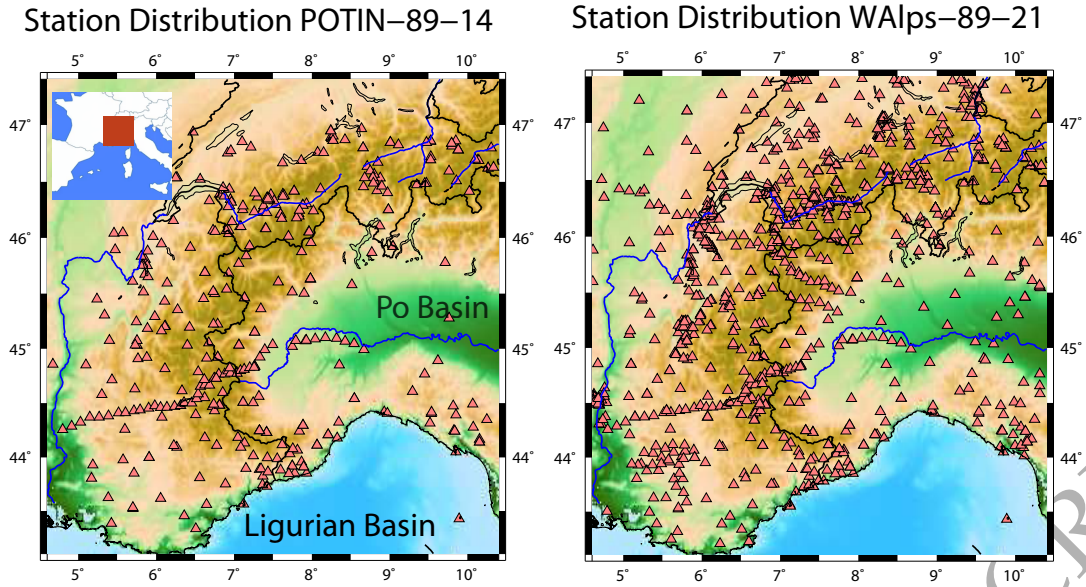 Station Distribution POTIN−89−14
5˚ 6˚ 7˚ 8˚ 9˚ 10˚
47˚
46˚
45˚
44˚
Po Basin
Ligurian Basin
5˚ 6˚ 7˚ 8˚ 9˚ 10˚
Station Distribution WAlps−89−21
5˚ 6˚ 7˚ 8˚ 9˚ 10˚
47˚ 47˚
46˚ 46˚
45˚ 45˚
44˚ 44˚
Po Basin
5˚ 6˚ 7˚ 8˚ 9˚ 10˚